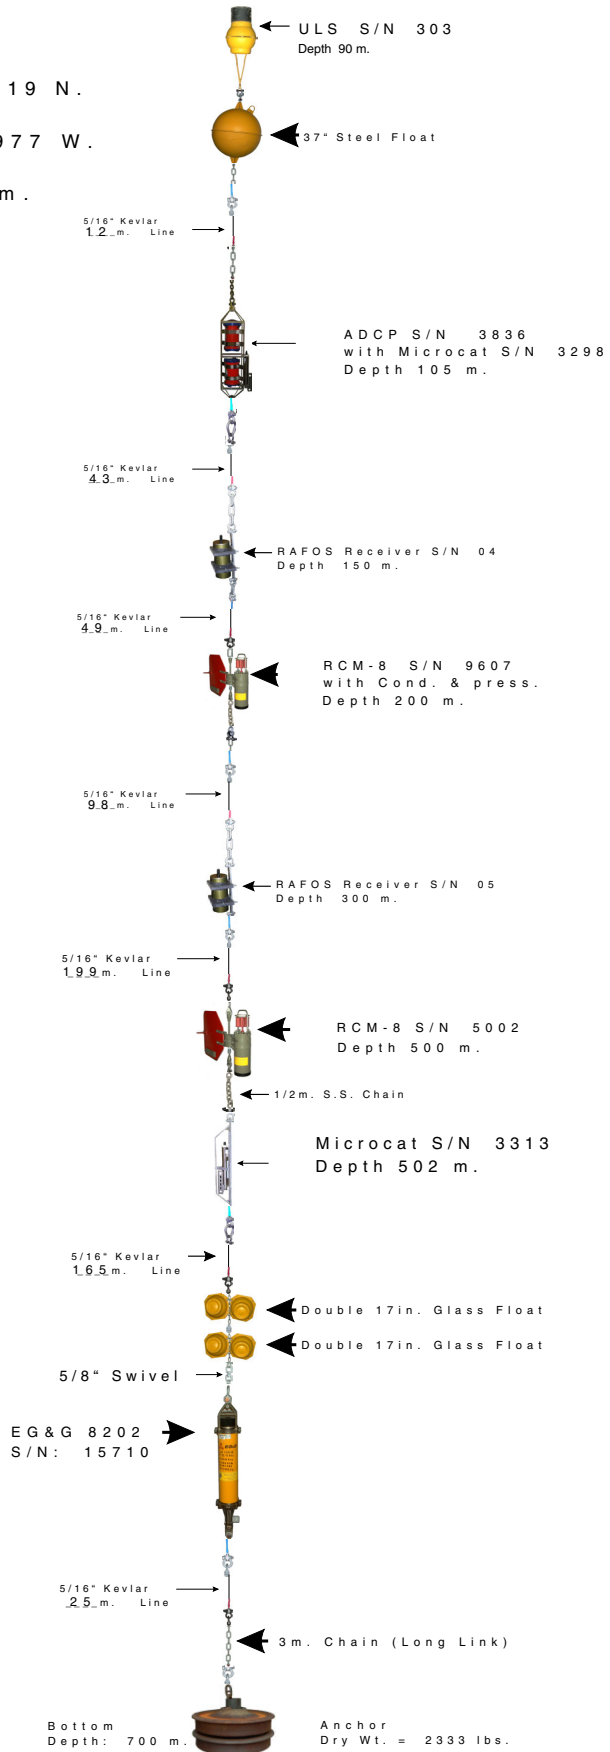 ULS S/N 303
Depth 90 m.
19 N.
977 W.
m.
37" Steel Float
5/16" Kevlar
12 m. Line
ADCP S/N 3836
with Microcat S/N 3298
Depth 105 m.
5/16" Kevlar
43 m. Line
RAFOS Receiver S/N 04
Depth 150 m.
5/16" Kevlar
49 m. Line
RCM-8 S/N 9607
with Cond. & press.
Depth 200 m.
5/16" Kevlar
98 m. Line
RAFOS Receiver S/N 05
Depth 300 m.
5/16" Kevlar
199 m. Line
RCM-8 S/N 5002
Depth 500 m.
1/2m. S.S. Chain
Microcat S/N 3313
Depth 502 m.
5/16" Kevlar
165 m. Line
Double 17in. Glass Float
Double 17in. Glass Float
5/8" Swivel
EG&G 8202
S/N: 15710
5/16" Kevlar
25 m. Line
3m. Chain (Long Link)
Bottom
Depth: 700 m.
Anchor
Dry Wt. = 2333 lbs.